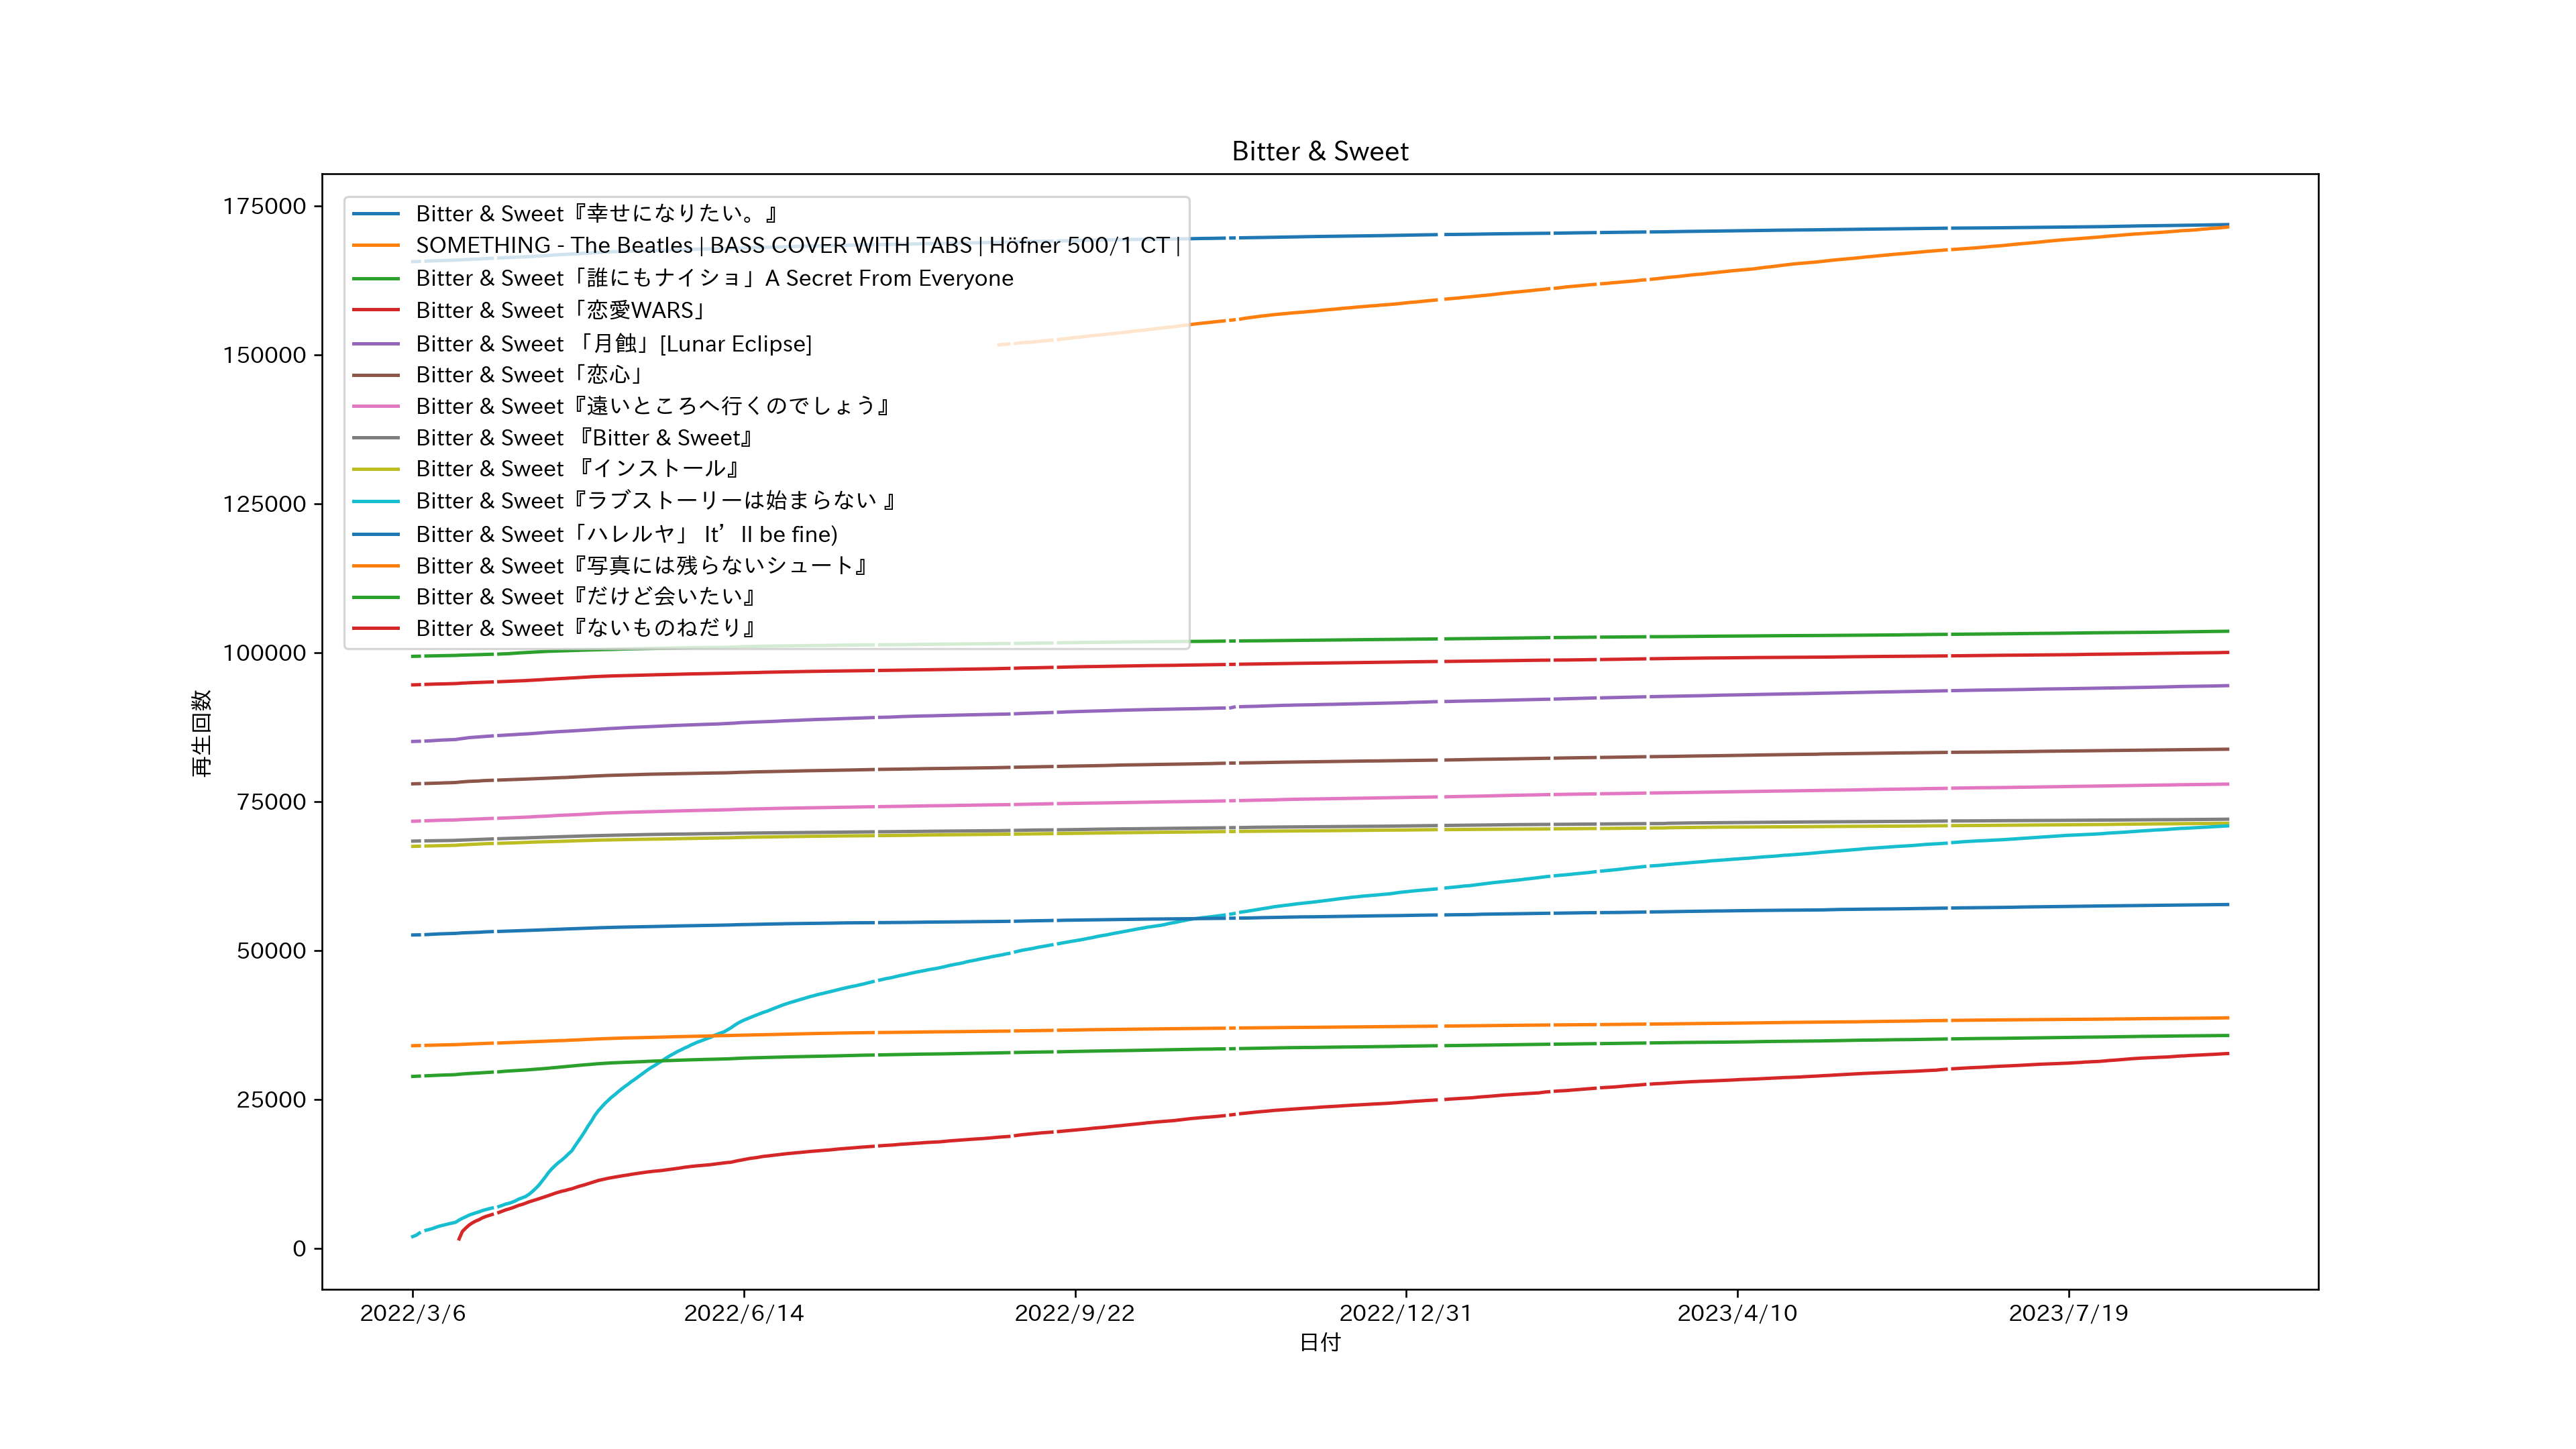 Bitter & Sweet
175000
150000
125000
100000
75000
50000
25000
0
再生回数
Bitter & Sweet『幸せになりたい。』
SOMETHING - The Beatles | BASS COVER WITH TABS | Höfner 500/1 CT |
Bitter & Sweet「誰にもナイショ」A Secret From Everyone
Bitter & Sweet「恋愛WARS」
Bitter & Sweet 「月蝕」[Lunar Eclipse]
Bitter & Sweet「恋心」
Bitter & Sweet『遠いところへ行くのでしょう』
Bitter & Sweet 『Bitter & Sweet』
Bitter & Sweet 『インストール』
Bitter & Sweet『ラブストーリーは始まらない 』
Bitter & Sweet「ハレルヤ」 It’ll be fine)
Bitter & Sweet『写真には残らないシュート』
Bitter & Sweet『だけど会いたい』
Bitter & Sweet『ないものねだり』
2022/3/6
2022/6/14
2022/9/22
2022/12/31
2023/4/10
2023/7/19
日付